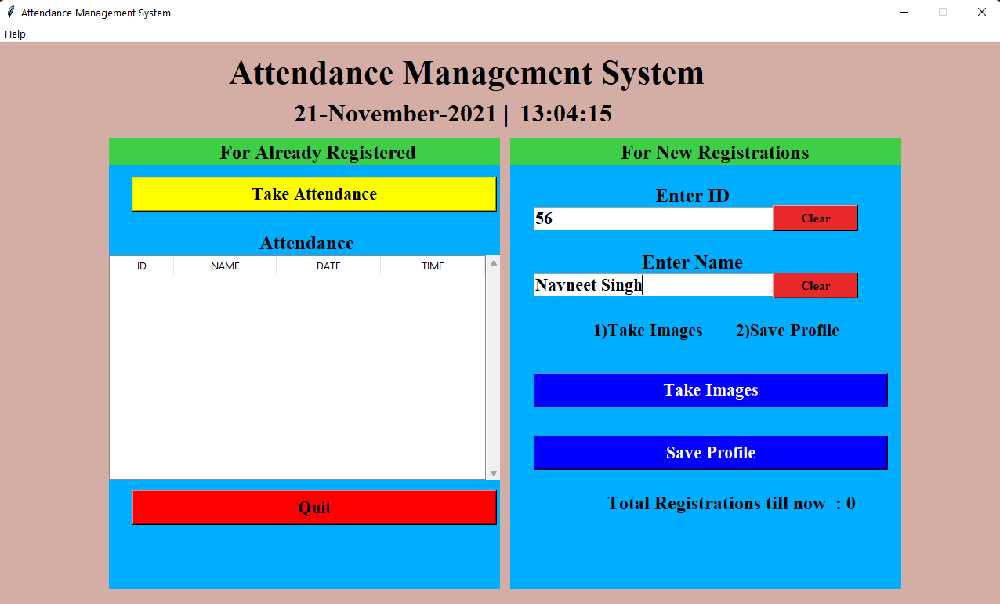 Attendance Management System
Help
Attendance Management System
21-November-2021 | 13:04:15
For Already Registered
Take Attendance
Attendance
ID NAME DATE TIME
Quit
For New Registrations
Enter ID
56 Clear
Enter Name
Navneet Singh Clear
1)Take Images 2)Save Profile
Take Images
Save Profile
Total Registrations till now : 0